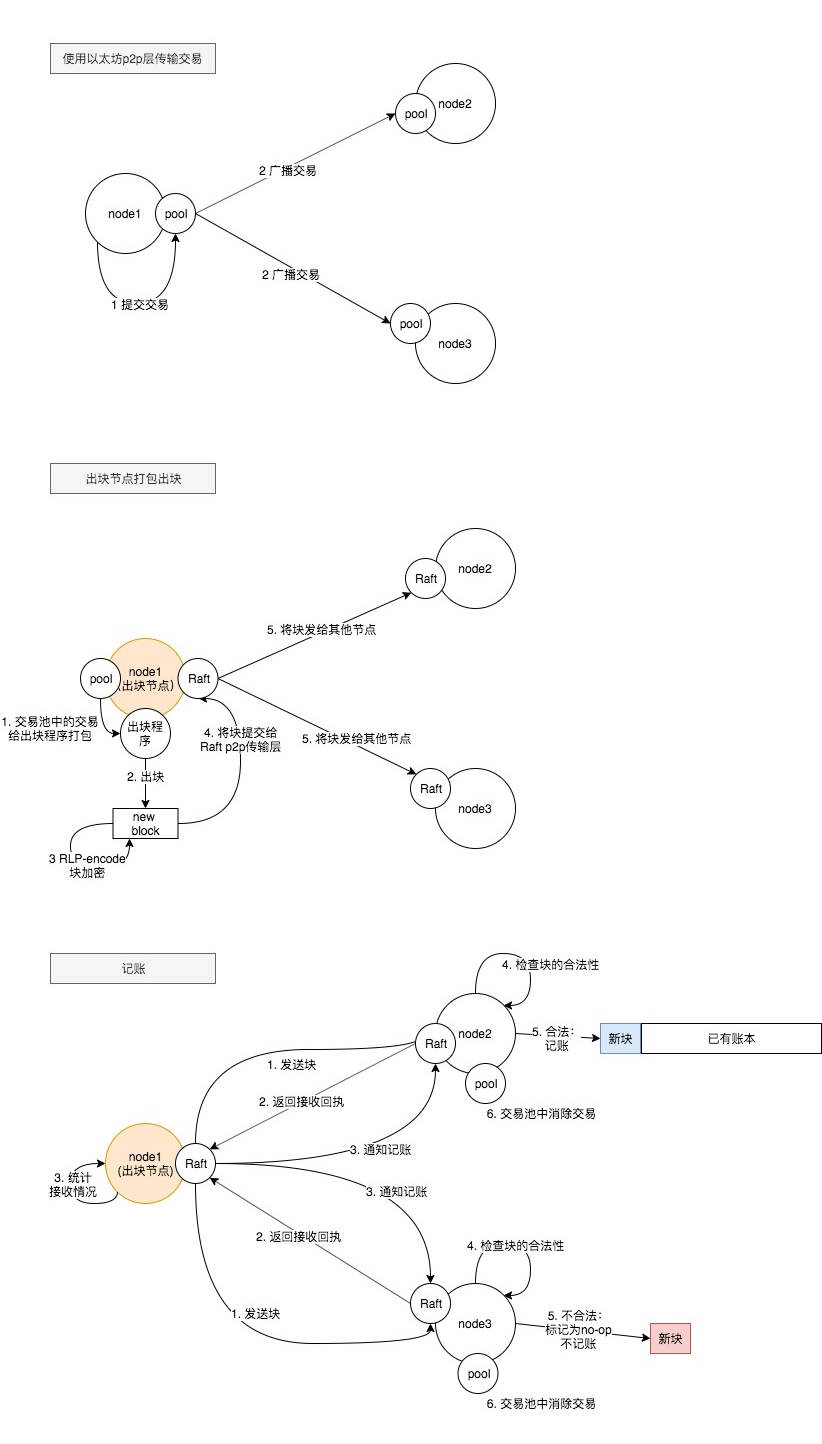 使用以太坊p2p层传输交易
node2
pool
2 广播交易
node1
pool
2 广播交易
1 提交交易
pool
node3
出块节点打包出块
node2
Raft
5. 将块发给其他节点
node1
(出块节点)
pool
Raft
1. 交易池中的交易
给出块程序打包
出块程
序
4. 将块提交给
Raft p2p传输层
5. 将块发给其他节点
2. 出块
Raft
node3
new
block
3 RLP-encode
块加密
记账
4. 检查块的合法性
node2
Raft
5. 合法：
记账
新块
已有账本
1. 发送块
pool
2. 返回接收回执
6. 交易池中消除交易
3. 通知记账
node1
(出块节点)
Raft
3. 统计
接收情况
3. 通知记账
2. 返回接收回执
4. 检查块的合法性
Raft
1. 发送块
node3
5. 不合法：
标记为no-op
不记账
新块
pool
6. 交易池中消除交易